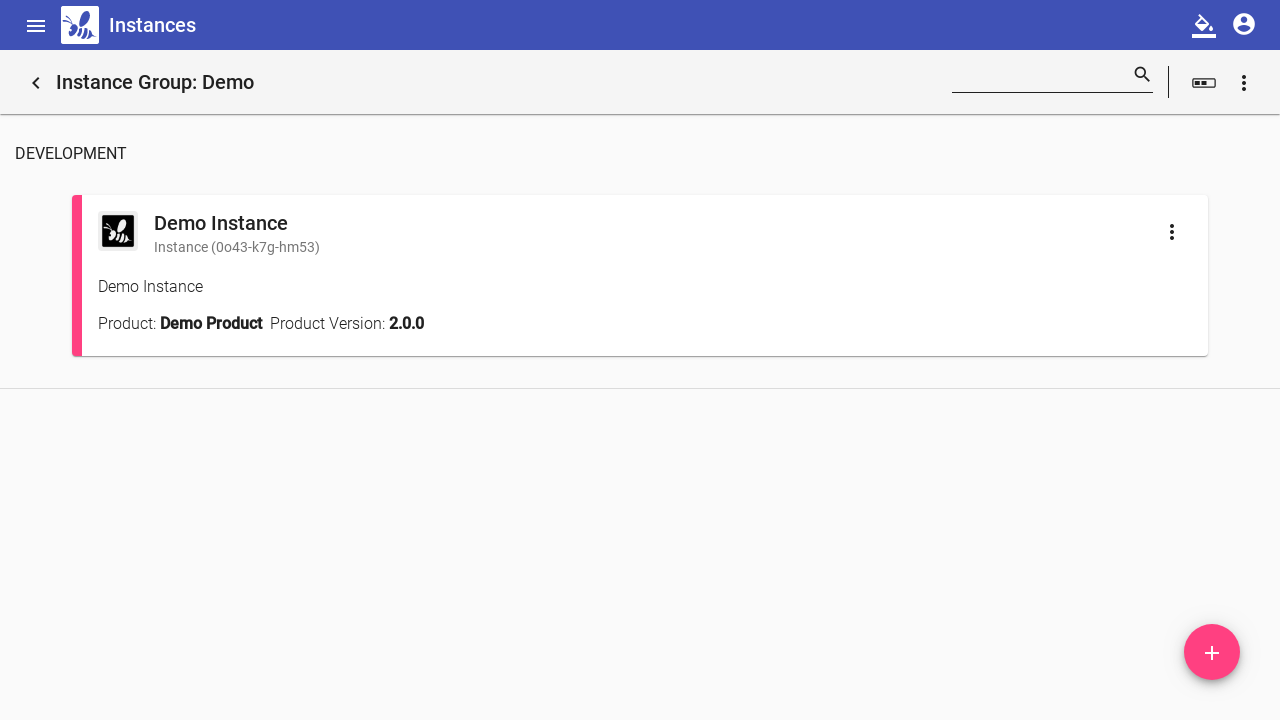 Instances
Instance Group: Demo
DEVELOPMENT
Demo Instance
Instance (0o43-k7g-hm53)
Demo Instance
Product: Demo Product Product Version: 2.0.0